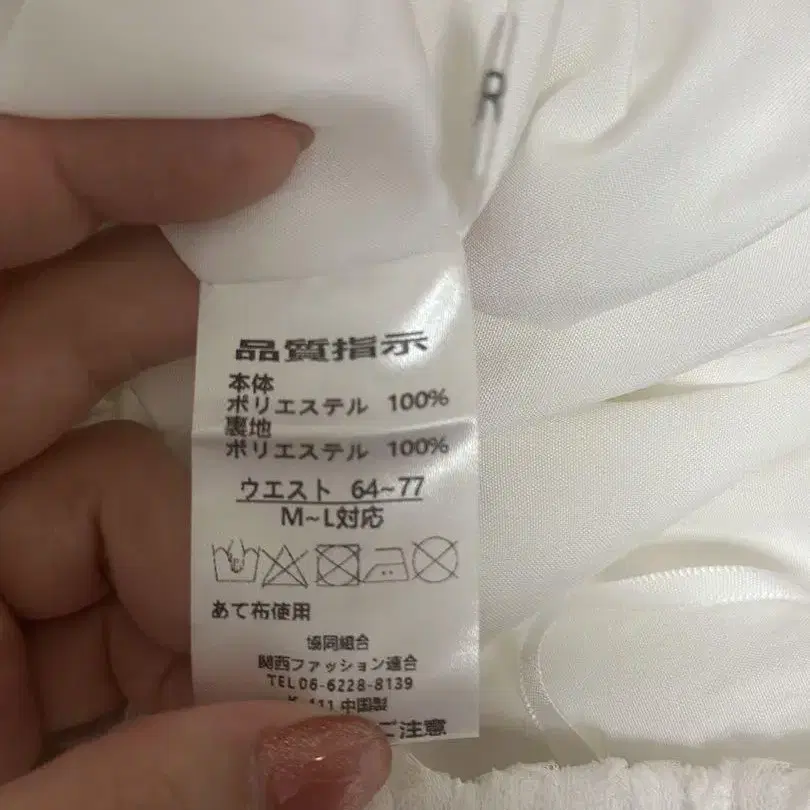 R
品質指示
本体
ポリエステル 100%
裏地
ポリエステル 100%
ウエスト 64~77
M~L対応
あて布使用
協同組合
関西ファッション連合
TEL06-6228-8139
中国製
ご注意